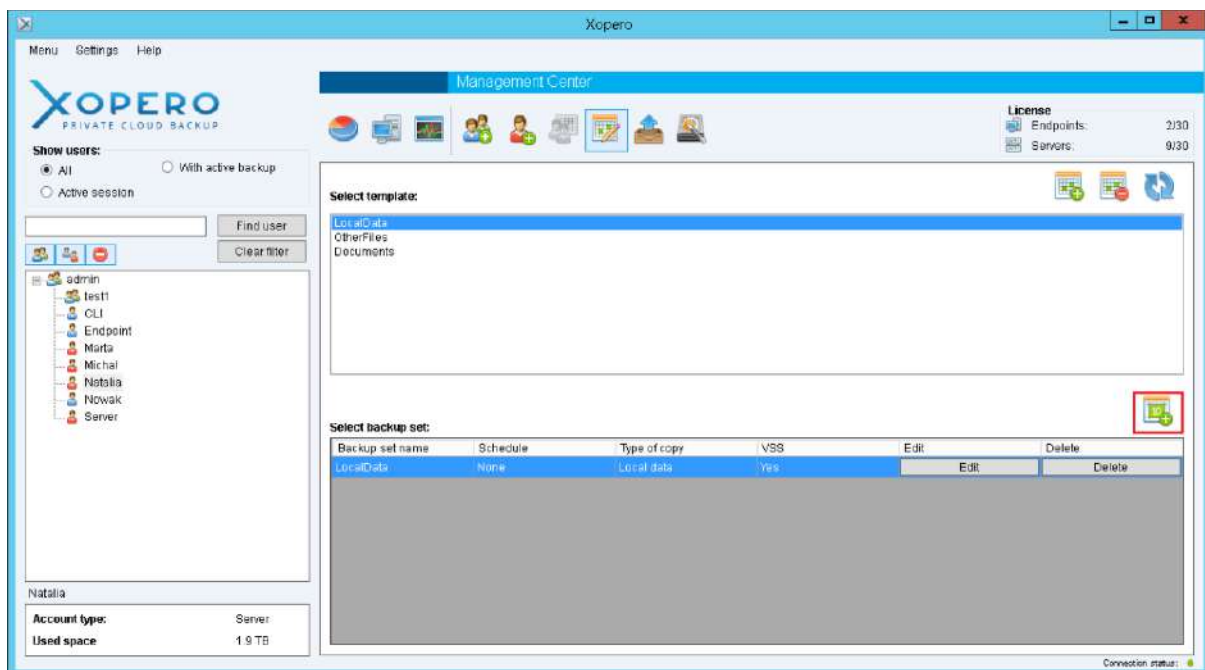 Xopero
Menu Settings Help
XOPERO
PRIVATE CLOUD BACKUP
Show users:
All
With active backup
Active session
Find user
Clear filter
admin
test1
CLI
Endpoint
Marta
Michal
Natalia
Nowak
Server
Natalia
Account type: Server
Used space 1.9 TB
Management Center
License
Endpoints: 2/30
Servers: 9/30
Select template:
LocalData
OtherFiles
Documents
Select backup set:
Backup set name Schedule Type of copy VSS Edit Delete
LocalData None Local data Yes Edit Delete
Connection status: